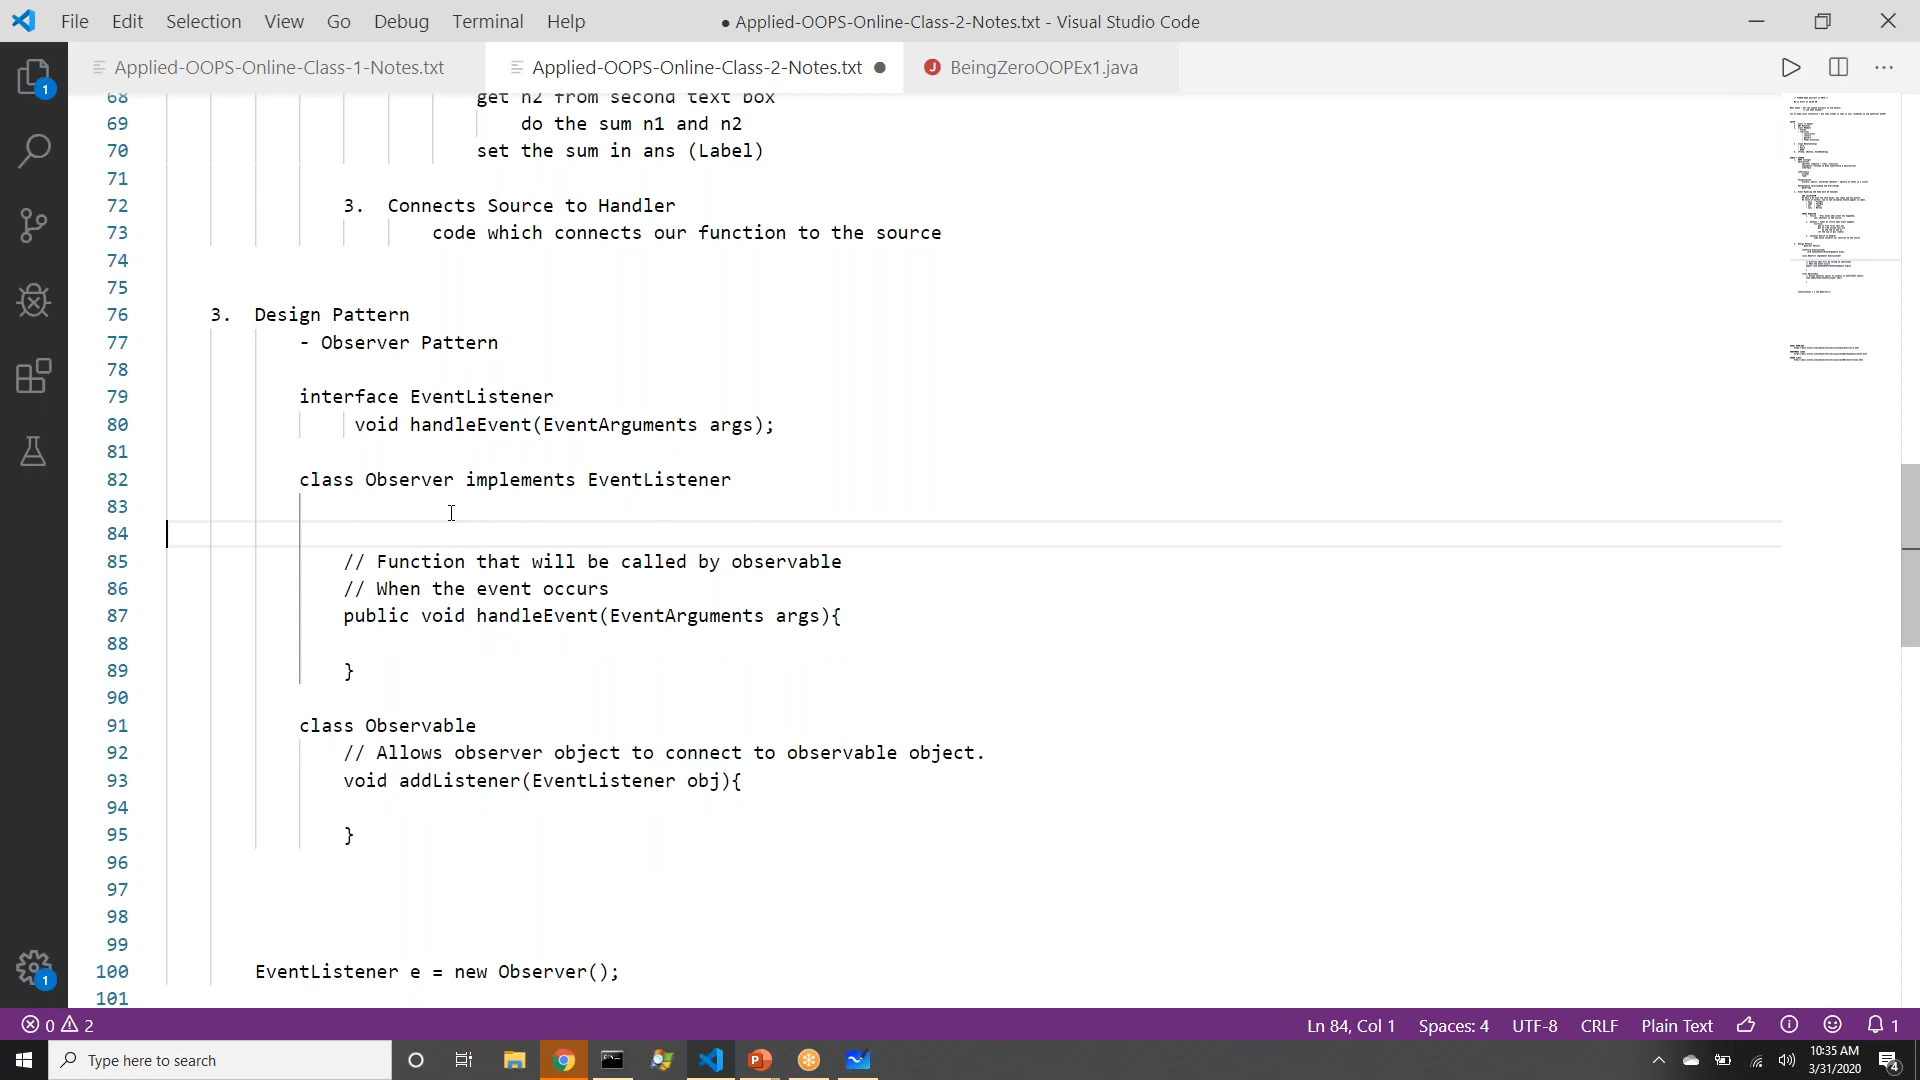 File Edit Selection View Go Debug Terminal Help
● Applied-OOPS-Online-Class-2-Notes.txt - Visual Studio Code
Applied-OOPS-Online-Class-1-Notes.txt
Applied-OOPS-Online-Class-2-Notes.txt ●
J BeingZeroOOPEx1.java
1
68 get n2 from second text box
69 do the sum n1 and n2
70 set the sum in ans (Label)
71
72 3. Connects Source to Handler
73 code which connects our function to the source
74
75
76 3. Design Pattern
77 - Observer Pattern
78
79 interface EventListener
80 void handleEvent(EventArguments args);
81
82 class Observer implements EventListener
83
84
85 // Function that will be called by observable
86 // When the event occurs
87 public void handleEvent(EventArguments args){
88
89 }
90
91 class Observable
92 // Allows observer object to connect to observable object.
93 void addListener(EventListener obj){
94
95 }
96
97
98
99
100 EventListener e = new Observer();
101
1
0 2 Ln 84, Col 1 Spaces: 4 UTF-8 CRLF Plain Text 1
Type here to search
10:35 AM
3/31/2020
4